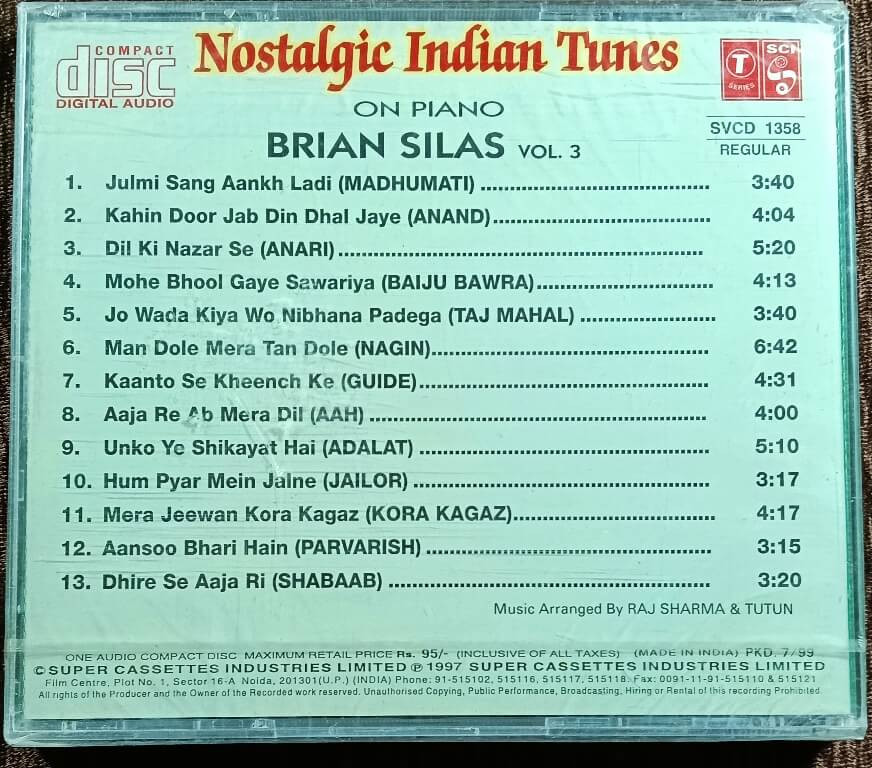 COMPACT
disc
DIGITAL AUDIO
Nostalgic Indian Tunes
T
SERIES
SCI
ON PIANO
BRIAN SILAS VOL. 3
SVCD 1358
REGULAR
1. Julmi Sang Aankh Ladi (MADHUMATI) ..................................... 3:40
2. Kahin Door Jab Din Dhal Jaye (ANAND)................................... 4:04
3. Dil Ki Nazar Se (ANARI)........................................................... 5:20
4. Mohe Bhool Gaye Sawariya (BAIJU BAWRA)............................ 4:13
5. Jo Wada Kiya Wo Nibhana Padega (TAJ MAHAL) ...................... 3:40
6. Man Dole Mera Tan Dole (NAGIN)............................................. 6:42
7. Kaanto Se Kheench Ke (GUIDE)............................................... 4:31
8. Aaja Re Ab Mera Dil (AAH) ...................................................... 4:00
9. Unko Ye Shikayat Hai (ADALAT) ............................................... 5:10
10. Hum Pyar Mein Jalne (JAILOR) ................................................ 3:17
11. Mera Jeewan Kora Kagaz (KORA KAGAZ)................................. 4:17
12. Aansoo Bhari Hain (PARVARISH) .............................................. 3:15
13. Dhire Se Aaja Ri (SHABAAB) .................................................... 3:20
Music Arranged By RAJ SHARMA & TUTUN
ONE AUDIO COMPACT DISC MAXIMUM RETAIL PRICE Rs. 95/- (INCLUSIVE OF ALL TAXES) (MADE IN INDIA) PKD. 7/99
© SUPER CASSETTES INDUSTRIES LIMITED ℗ 1997 SUPER CASSETTES INDUSTRIES LIMITED
Film Centre, Plot No. 1, Sector 16-A Noida, 201301(U.P.) (INDIA) Phone: 91-515102, 515116, 515117, 515118. Fax: 0091-11-91-515110 & 515121
All rights of the Producer and the Owner of the Recorded work reserved. Unauthorised Copying, Public Performance, Broadcasting, Hiring or Rental of this recording Prohibited.